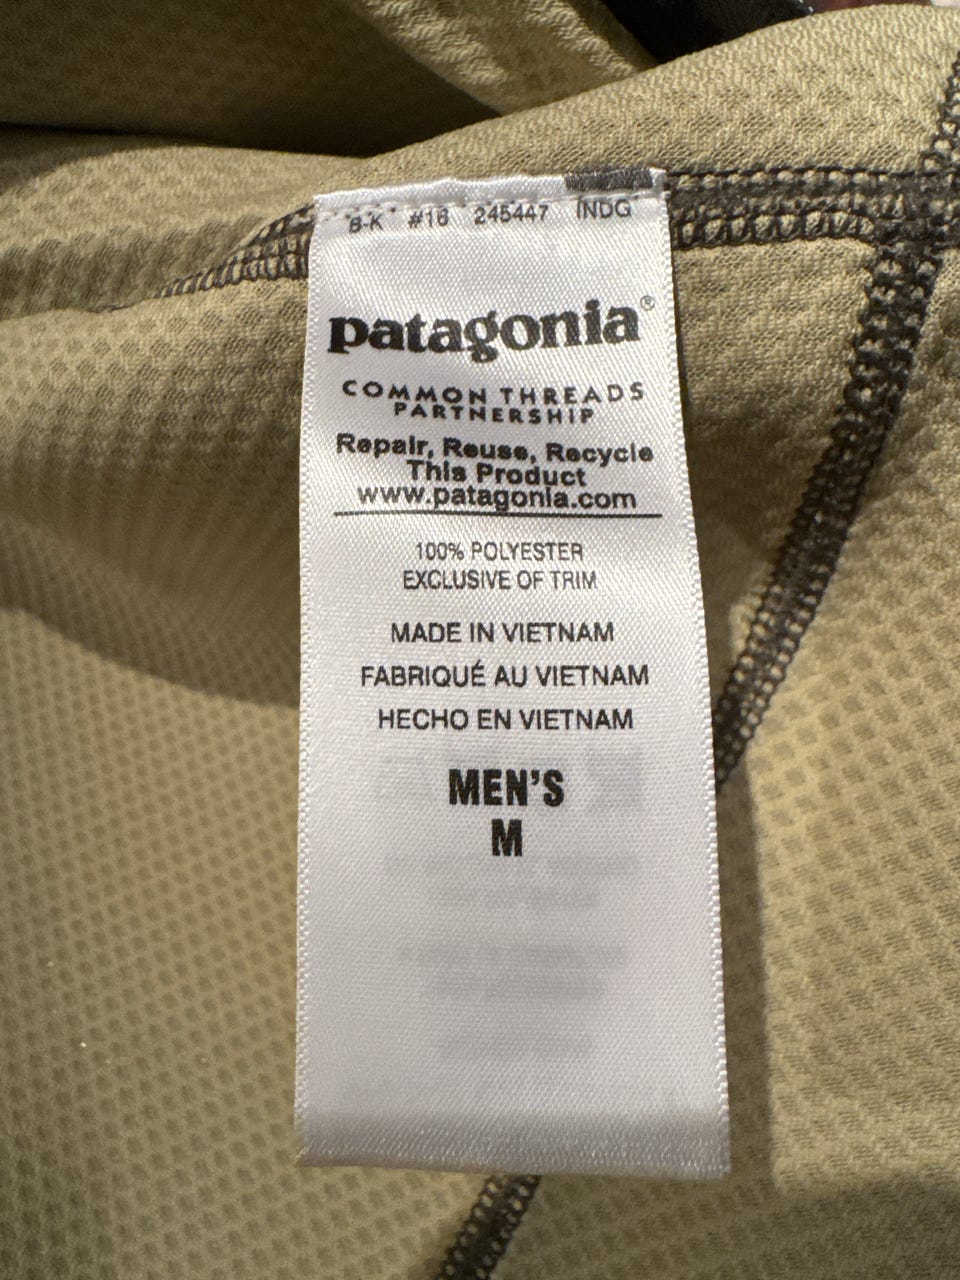 8-K #16 245447 INDG
patagonia®
COMMON THREADS
PARTNERSHIP
Repair, Reuse, Recycle
This Product
www.patagonia.com
100% POLYESTER
EXCLUSIVE OF TRIM
MADE IN VIETNAM
FABRIQUÉ AU VIETNAM
HECHO EN VIETNAM
MEN'S
M